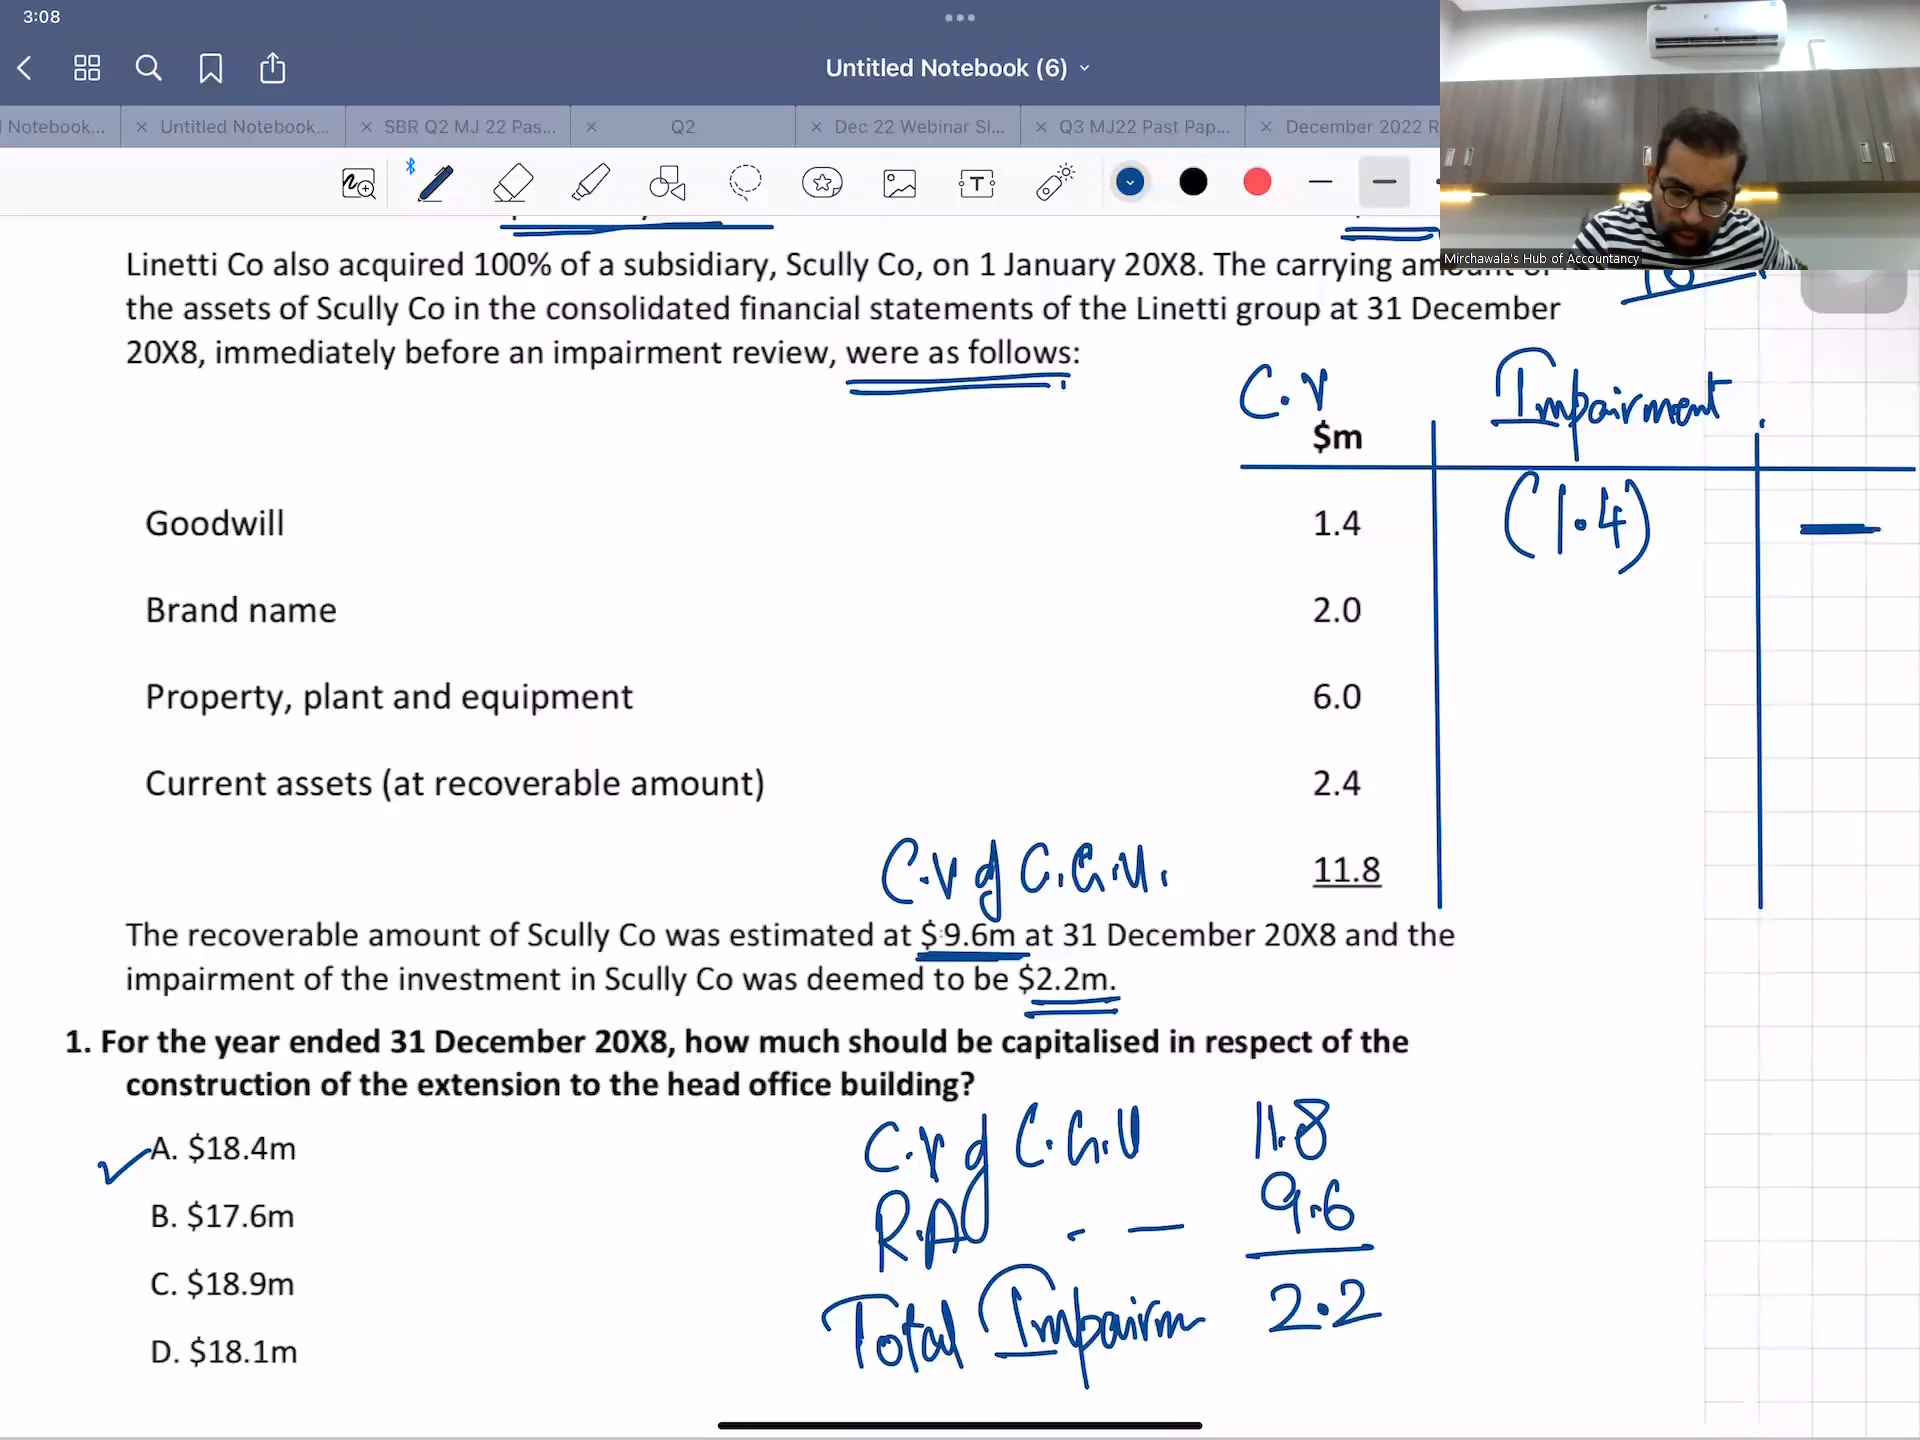 3:08
Untitled Notebook (6)
l Notebook...
Untitled Notebook...
SBR Q2 MJ 22 Pas...
Q2
Dec 22 Webinar Sl...
Q3 MJ22 Past Pap...
December 2022 R
Mirchawala's Hub of Accountancy
Linetti Co also acquired 100% of a subsidiary, Scully Co, on 1 January 20X8. The carrying amount of
the assets of Scully Co in the consolidated financial statements of the Linetti group at 31 December
20X8, immediately before an impairment review, were as follows:
C.V Impairment
$m
Goodwill 1.4 (1.4) —
Brand name 2.0
Property, plant and equipment 6.0
Current assets (at recoverable amount) 2.4
C.V of C.G.U. 11.8
The recoverable amount of Scully Co was estimated at $9.6m at 31 December 20X8 and the
impairment of the investment in Scully Co was deemed to be $2.2m.
1. For the year ended 31 December 20X8, how much should be capitalised in respect of the
construction of the extension to the head office building?
A. $18.4m
B. $17.6m
C. $18.9m
D. $18.1m
C.V of C.G.U 11.8
R.A 9.6
Total Impairm 2.2